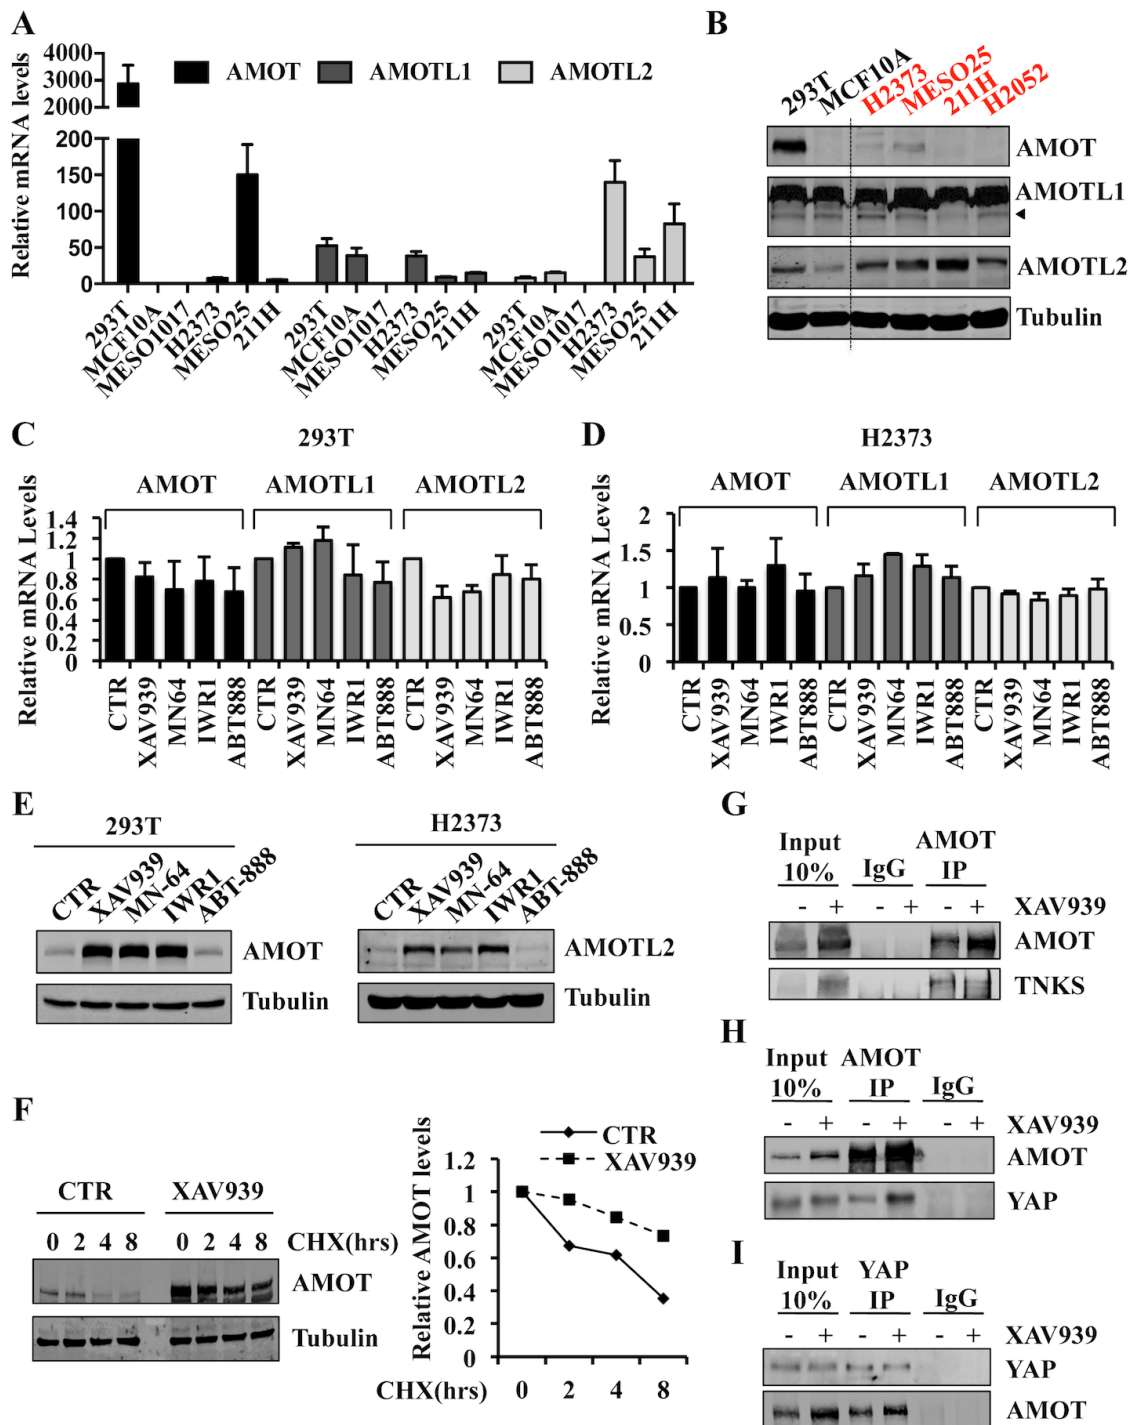 A
Relative mRNA levels
4000
3000
2000
200
150
100
50
0
AMOT
AMOTL1
AMOTL2
293T
MCF10A
MESO1017
H2373
MESO25
211H
293T
MCF10A
MESO1017
H2373
MESO25
211H
293T
MCF10A
MESO1017
H2373
MESO25
211H
B
293T
MCF10A
H2373
MESO25
211H
H2052
AMOT
AMOTL1
AMOTL2
Tubulin
C
293T
AMOT AMOTL1 AMOTL2
Relative mRNA Levels
1.4
1.2
1
0.8
0.6
0.4
0.2
0
CTR
XAV939
MN64
IWR1
ABT888
CTR
XAV939
MN64
IWR1
ABT888
CTR
XAV939
MN64
IWR1
ABT888
D
H2373
AMOT AMOTL1 AMOTL2
Relative mRNA Levels
2
1.5
1
0.5
0
CTR
XAV939
MN64
IWR1
ABT888
CTR
XAV939
MN64
IWR1
ABT888
CTR
XAV939
MN64
IWR1
ABT888
E
293T
CTR
XAV939
MN-64
IWR1
ABT-888
AMOT
Tubulin
H2373
CTR
XAV939
MN-64
IWR1
ABT-888
AMOTL2
Tubulin
F
CTR XAV939
0 2 4 8 0 2 4 8 CHX(hrs)
AMOT
Tubulin
CTR
XAV939
Relative AMOT levels
1.2
1
0.8
0.6
0.4
0.2
0
CHX(hrs) 0 2 4 8
G
Input
10%
IgG
AMOT
IP
- + - + - + XAV939
AMOT
TNKS
H
Input
10%
AMOT
IP
IgG
- + - + - + XAV939
AMOT
YAP
I
Input
10%
YAP
IP
IgG
- + - + - + XAV939
YAP
AMOT